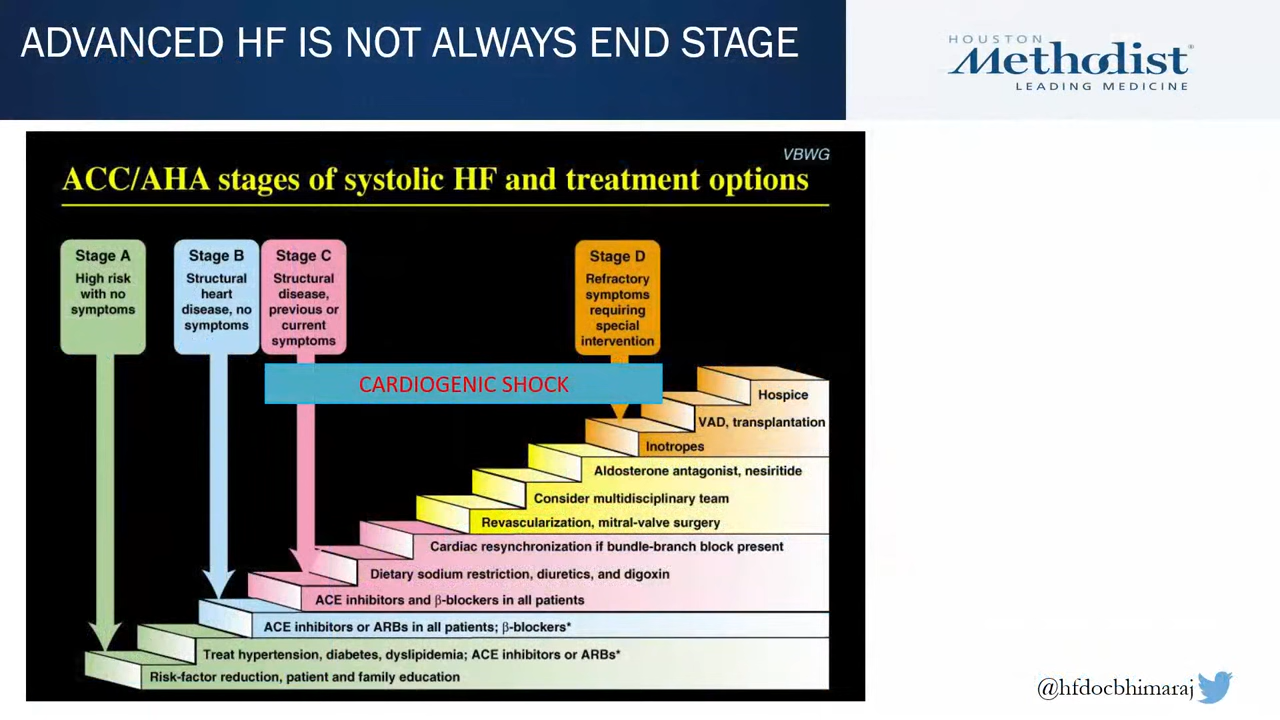 ADVANCED HF IS NOT ALWAYS END STAGE
HOUSTON
Methodist®
LEADING MEDICINE
VBWG
ACC/AHA stages of systolic HF and treatment options
Stage A
High risk
with no
symptoms
Stage B
Structural
heart
disease, no
symptoms
Stage C
Structural
disease,
previous or
current
symptoms
Stage D
Refractory
symptoms
requiring
special
intervention
CARDIOGENIC SHOCK
Hospice
VAD, transplantation
Inotropes
Aldosterone antagonist, nesiritide
Consider multidisciplinary team
Revascularization, mitral-valve surgery
Cardiac resynchronization if bundle-branch block present
Dietary sodium restriction, diuretics, and digoxin
ACE inhibitors and β-blockers in all patients
ACE inhibitors or ARBs in all patients; β-blockers*
Treat hypertension, diabetes, dyslipidemia; ACE inhibitors or ARBs*
Risk-factor reduction, patient and family education
@hfdocbhimaraj